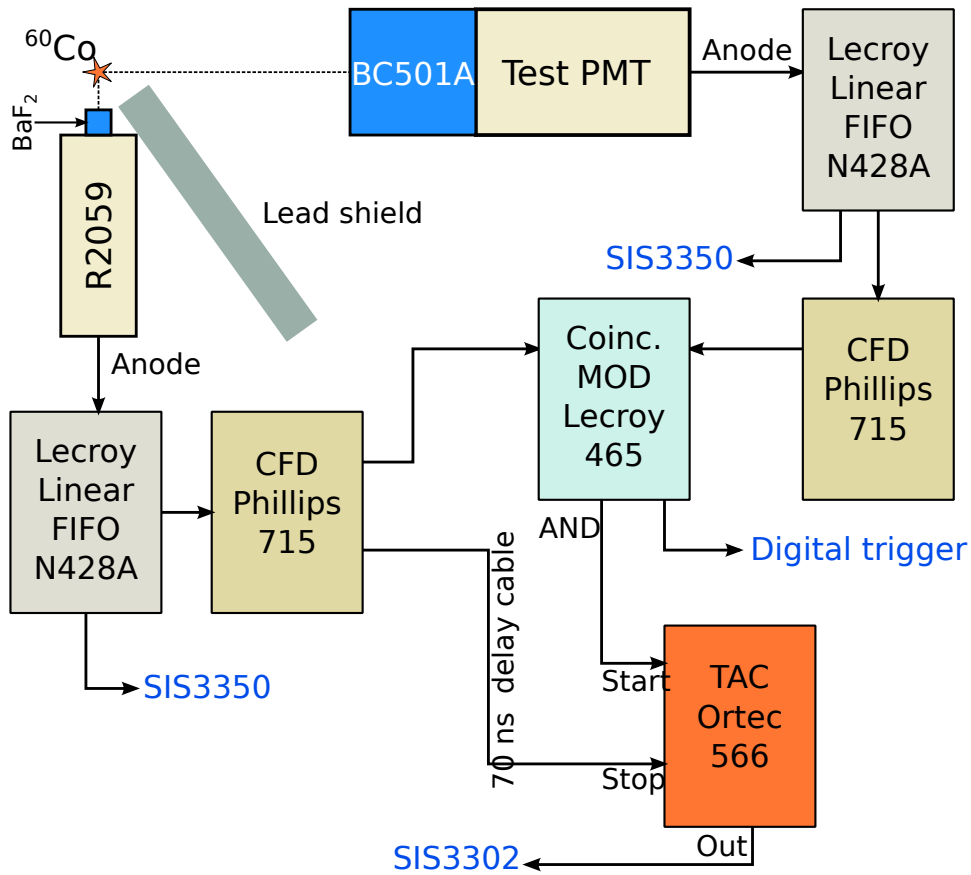 ⁶⁰Co
BaF₂
R2059
Lead shield
BC501A
Test PMT
Anode
Lecroy
Linear
FIFO
N428A
SIS3350
CFD
Phillips
715
Coinc.
MOD
Lecroy
465
Anode
Lecroy
Linear
FIFO
N428A
SIS3350
CFD
Phillips
715
70 ns delay cable
AND
Digital trigger
Start
Stop
TAC
Ortec
566
Out
SIS3302